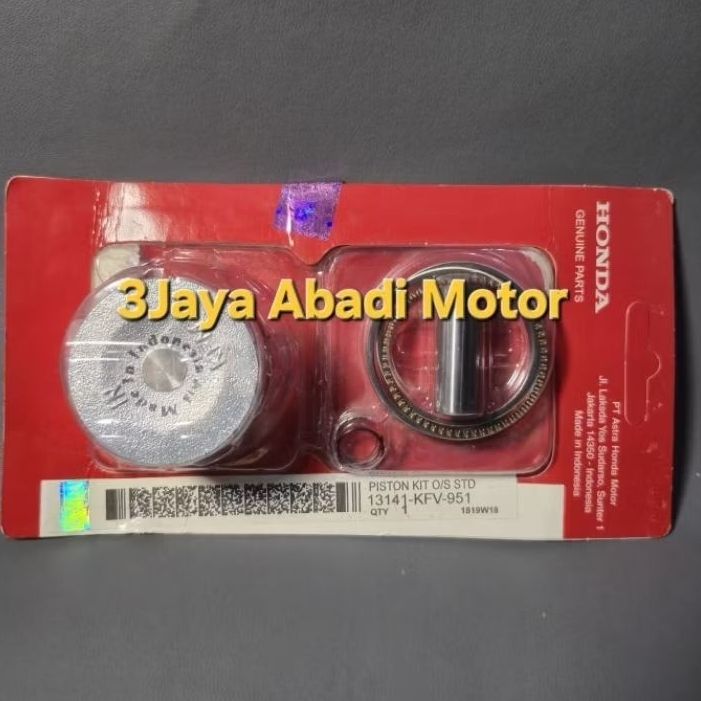 3Jaya Abadi Motor
HONDA
GENUINE PARTS
PT Astra Honda Motor
Jl. Laksda Yos Sudarso, Sunter 1
Jakarta 14350 - Indonesia
Made in Indonesia
Made in Indonesia
PISTON KIT O/S STD
13141-KFV-951
QTY 1
1819W18